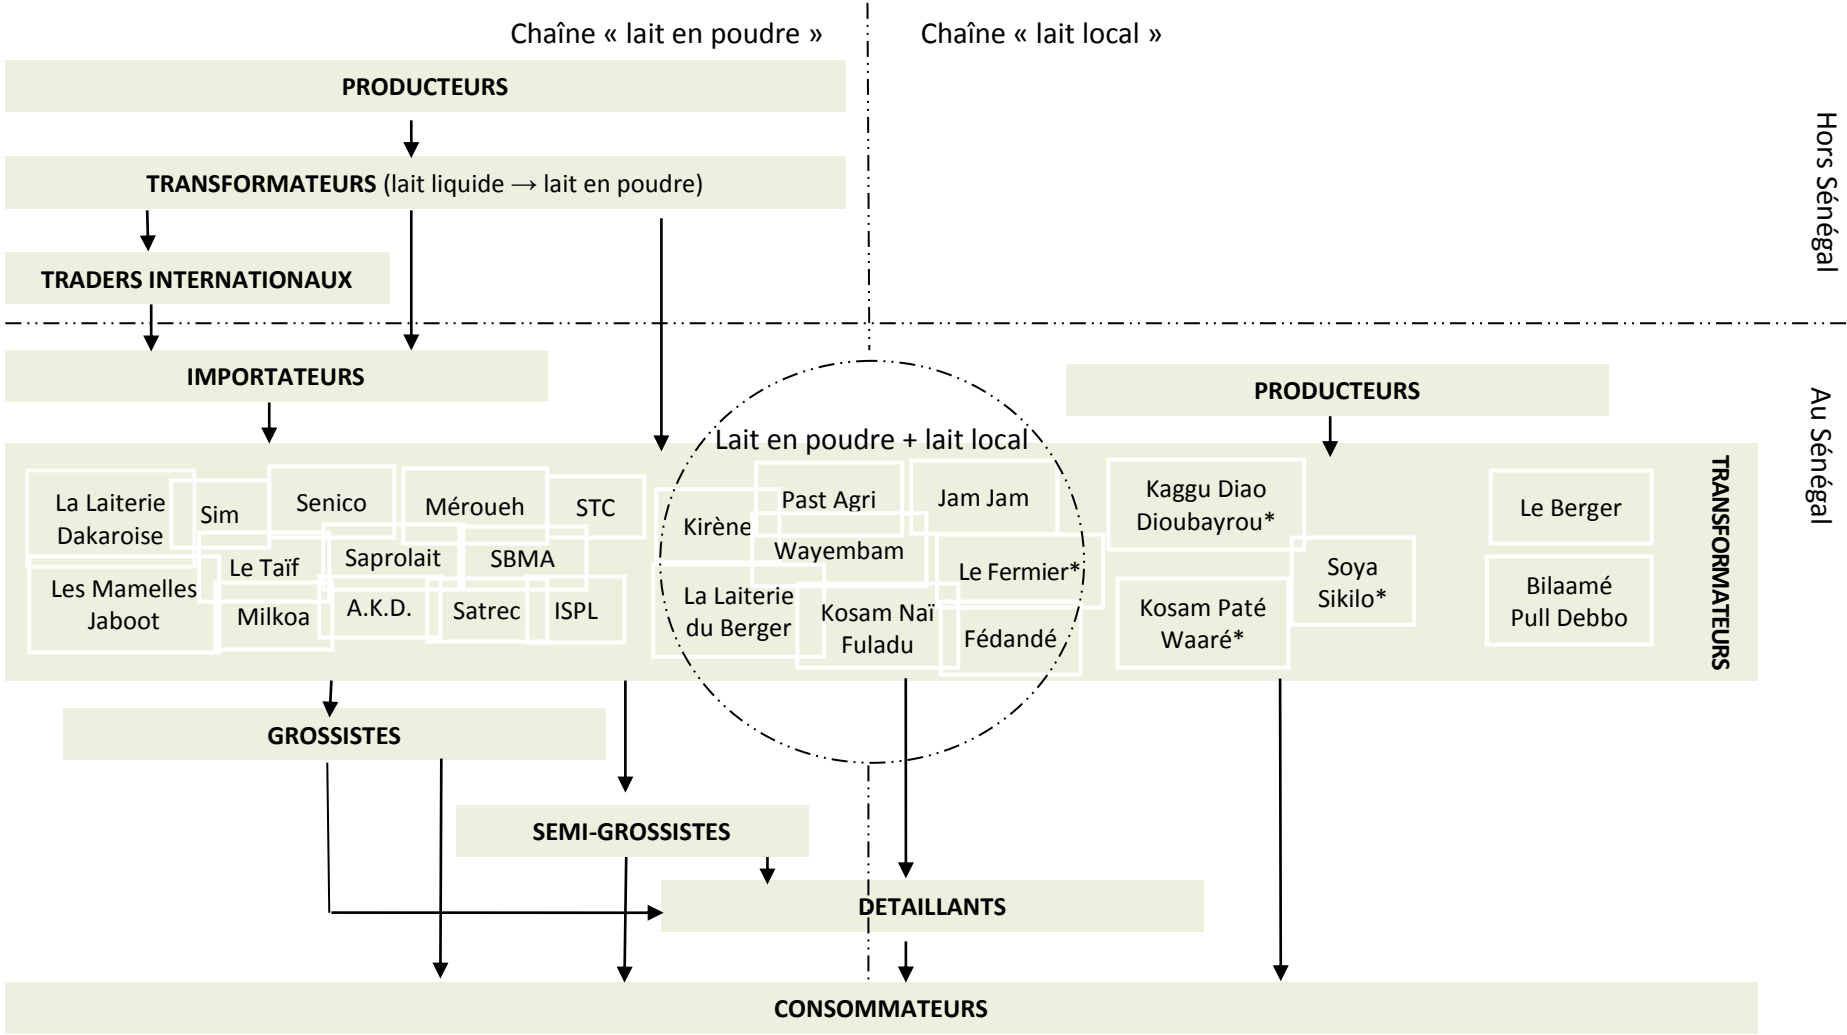 Chaîne « lait en poudre »
Chaîne « lait local »
PRODUCTEURS
Hors Sénégal
TRANSFORMATEURS (lait liquide → lait en poudre)
TRADERS INTERNATIONAUX
IMPORTATEURS
PRODUCTEURS
Au Sénégal
Lait en poudre + lait local
TRANSFORMATEURS
La Laiterie
Dakaroise
Sim
Senico
Méroueh
STC
Les Mamelles
Jaboot
Le Taïf
Saprolait
SBMA
Milkoa
A.K.D.
Satrec
ISPL
Kirène
Past Agri
Jam Jam
Wayembam
Le Fermier*
La Laiterie
du Berger
Kosam Naï
Fuladu
Fédandé
Kaggu Diao
Dioubayrou*
Soya
Sikilo*
Kosam Paté
Waaré*
Le Berger
Bilaamé
Pull Debbo
GROSSISTES
SEMI-GROSSISTES
DETAILLANTS
CONSOMMATEURS